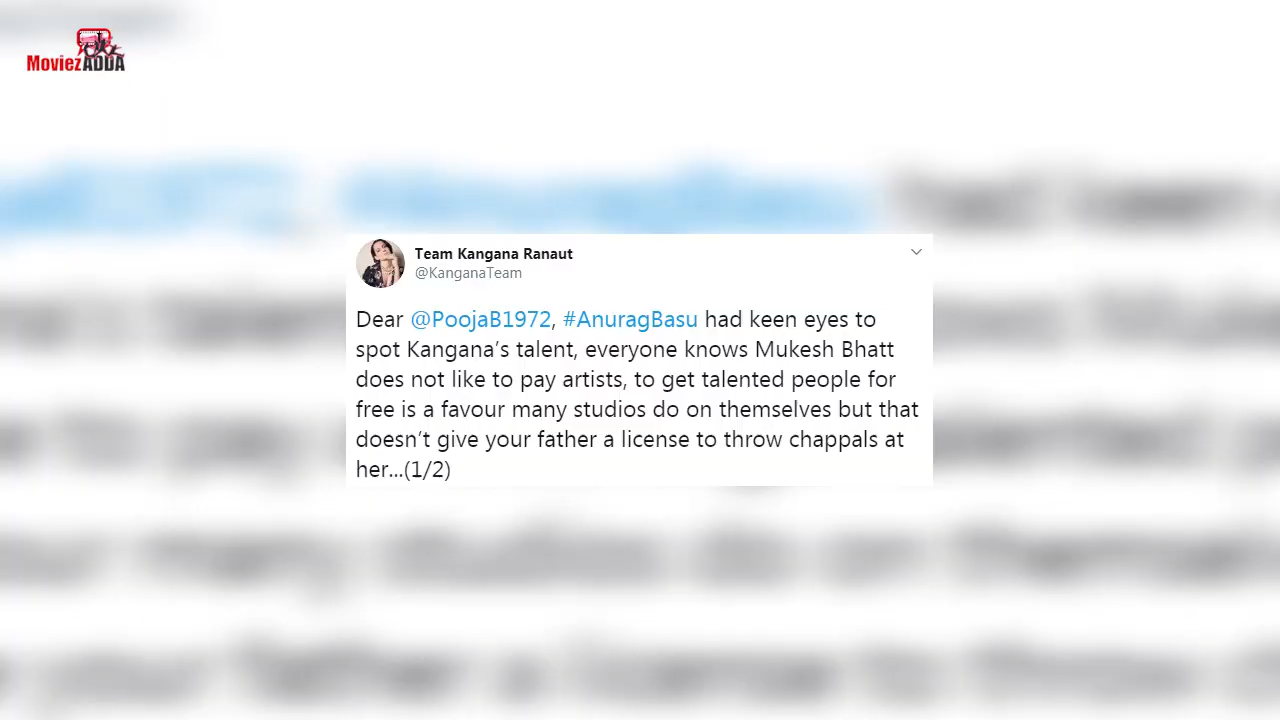 MoviezADDA
Team Kangana Ranaut
@KanganaTeam
Dear @PoojaB1972, #AnuragBasu had keen eyes to
spot Kangana’s talent, everyone knows Mukesh Bhatt
does not like to pay artists, to get talented people for
free is a favour many studios do on themselves but that
doesn’t give your father a license to throw chappals at
her...(1/2)